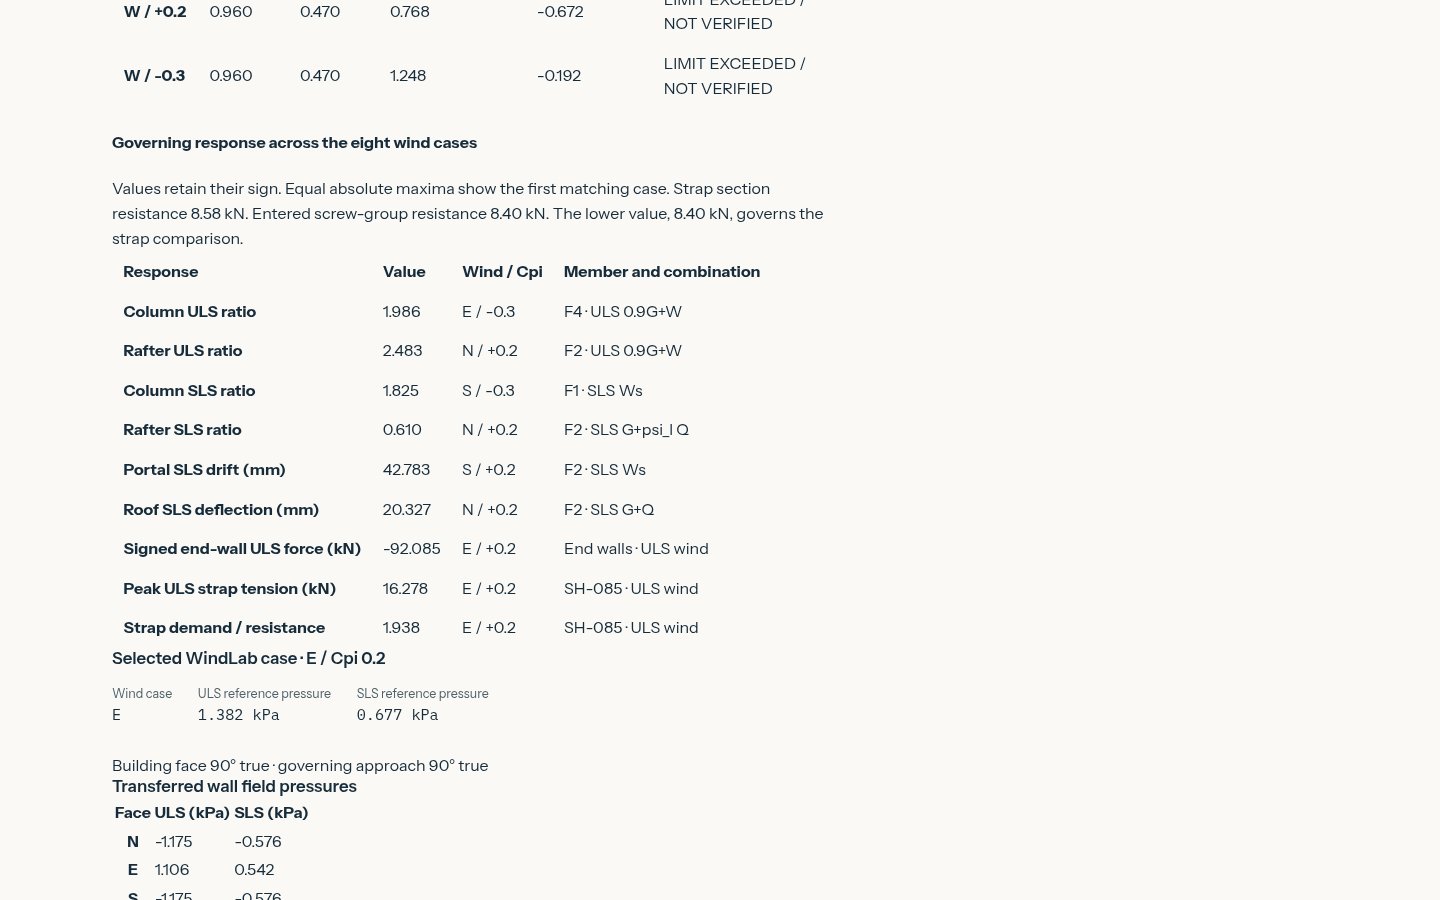 LIMIT EXCEEDED /
W / +0.2 0.960 0.470 0.768 -0.672 NOT VERIFIED
LIMIT EXCEEDED /
W / -0.3 0.960 0.470 1.248 -0.192 NOT VERIFIED
Governing response across the eight wind cases
Values retain their sign. Equal absolute maxima show the first matching case. Strap section
resistance 8.58 kN. Entered screw-group resistance 8.40 kN. The lower value, 8.40 kN, governs the
strap comparison.
Response Value Wind / Cpi Member and combination
Column ULS ratio 1.986 E / -0.3 F4 · ULS 0.9G+W
Rafter ULS ratio 2.483 N / +0.2 F2 · ULS 0.9G+W
Column SLS ratio 1.825 S / -0.3 F1 · SLS Ws
Rafter SLS ratio 0.610 N / +0.2 F2 · SLS G+psi_l Q
Portal SLS drift (mm) 42.783 S / +0.2 F2 · SLS Ws
Roof SLS deflection (mm) 20.327 N / +0.2 F2 · SLS G+Q
Signed end-wall ULS force (kN) -92.085 E / +0.2 End walls · ULS wind
Peak ULS strap tension (kN) 16.278 E / +0.2 SH-085 · ULS wind
Strap demand / resistance 1.938 E / +0.2 SH-085 · ULS wind
Selected WindLab case · E / Cpi 0.2
Wind case ULS reference pressure SLS reference pressure
E 1.382 kPa 0.677 kPa
Building face 90° true · governing approach 90° true
Transferred wall field pressures
Face ULS (kPa) SLS (kPa)
N -1.175 -0.576
E 1.106 0.542
S -1.175 -0.576